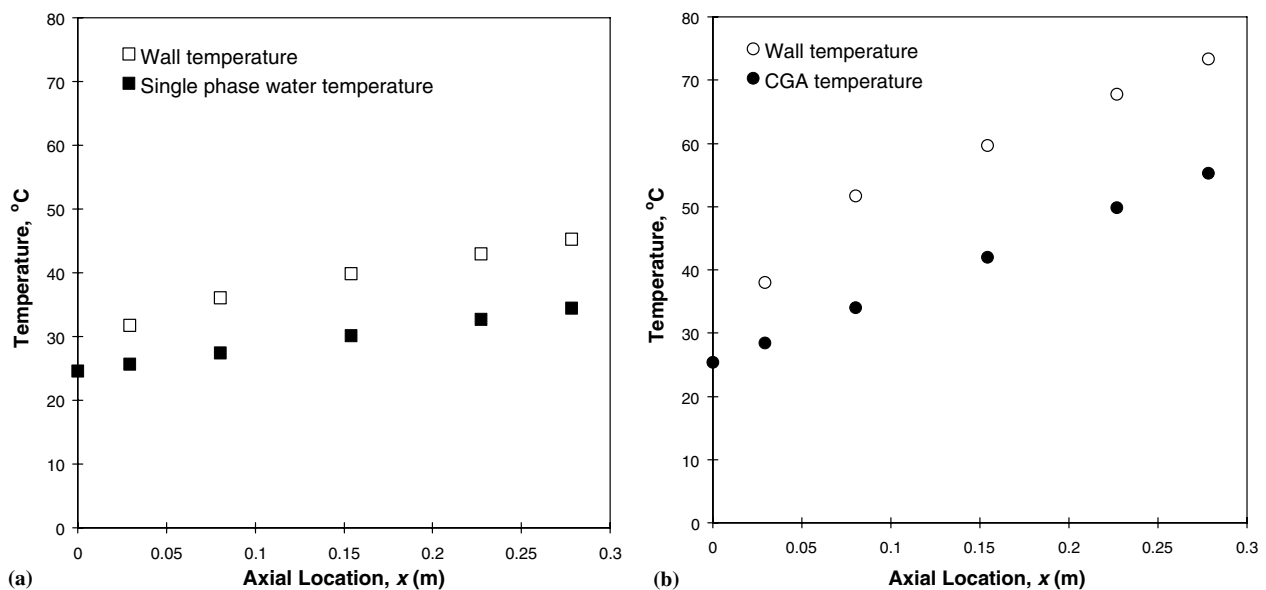 80
70
60
50
40
30
20
10
0
Temperature, °C
Wall temperature
Single phase water temperature
0 0.05 0.1 0.15 0.2 0.25 0.3
Axial Location, x (m)
(a)
80
70
60
50
40
30
20
10
0
Temperature, °C
Wall temperature
CGA temperature
0 0.05 0.1 0.15 0.2 0.25 0.3
Axial Location, x (m)
(b)